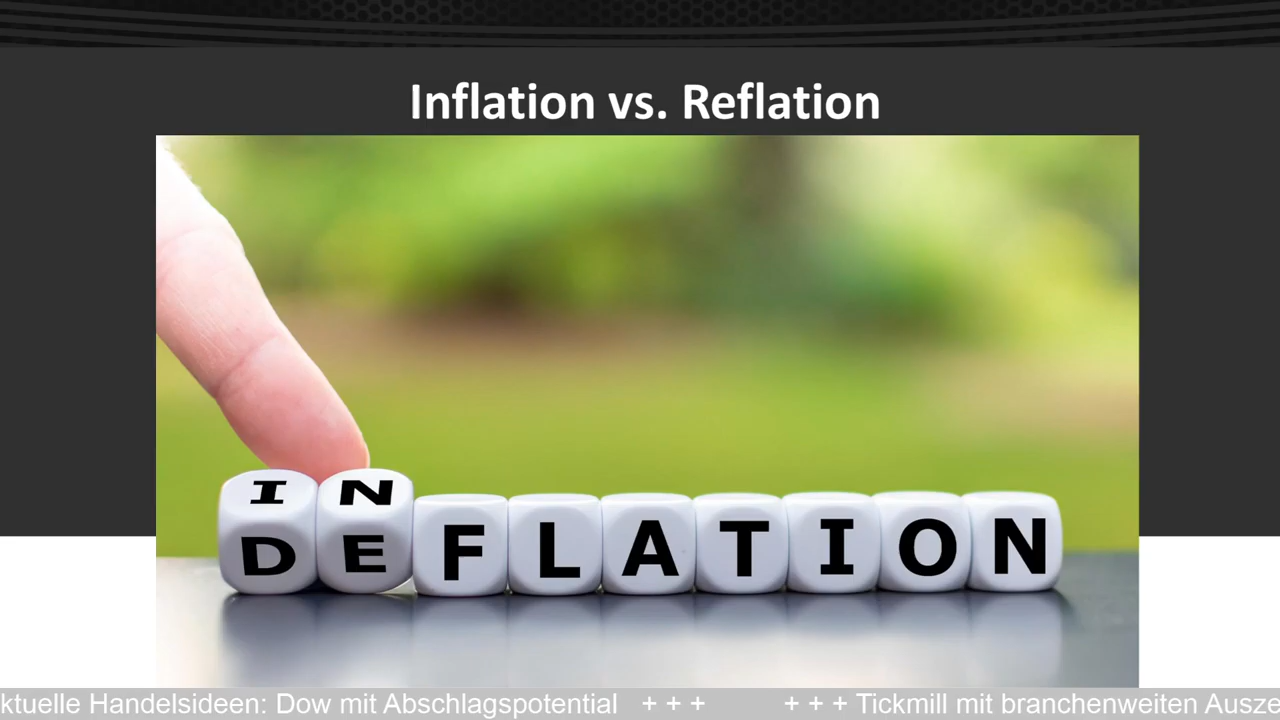 Inflation vs. Reflation
IN
DEFLATION
ktuelle Handelsideen: Dow mit Abschlagspotential + + + + + + Tickmill mit branchenweiten Ausze